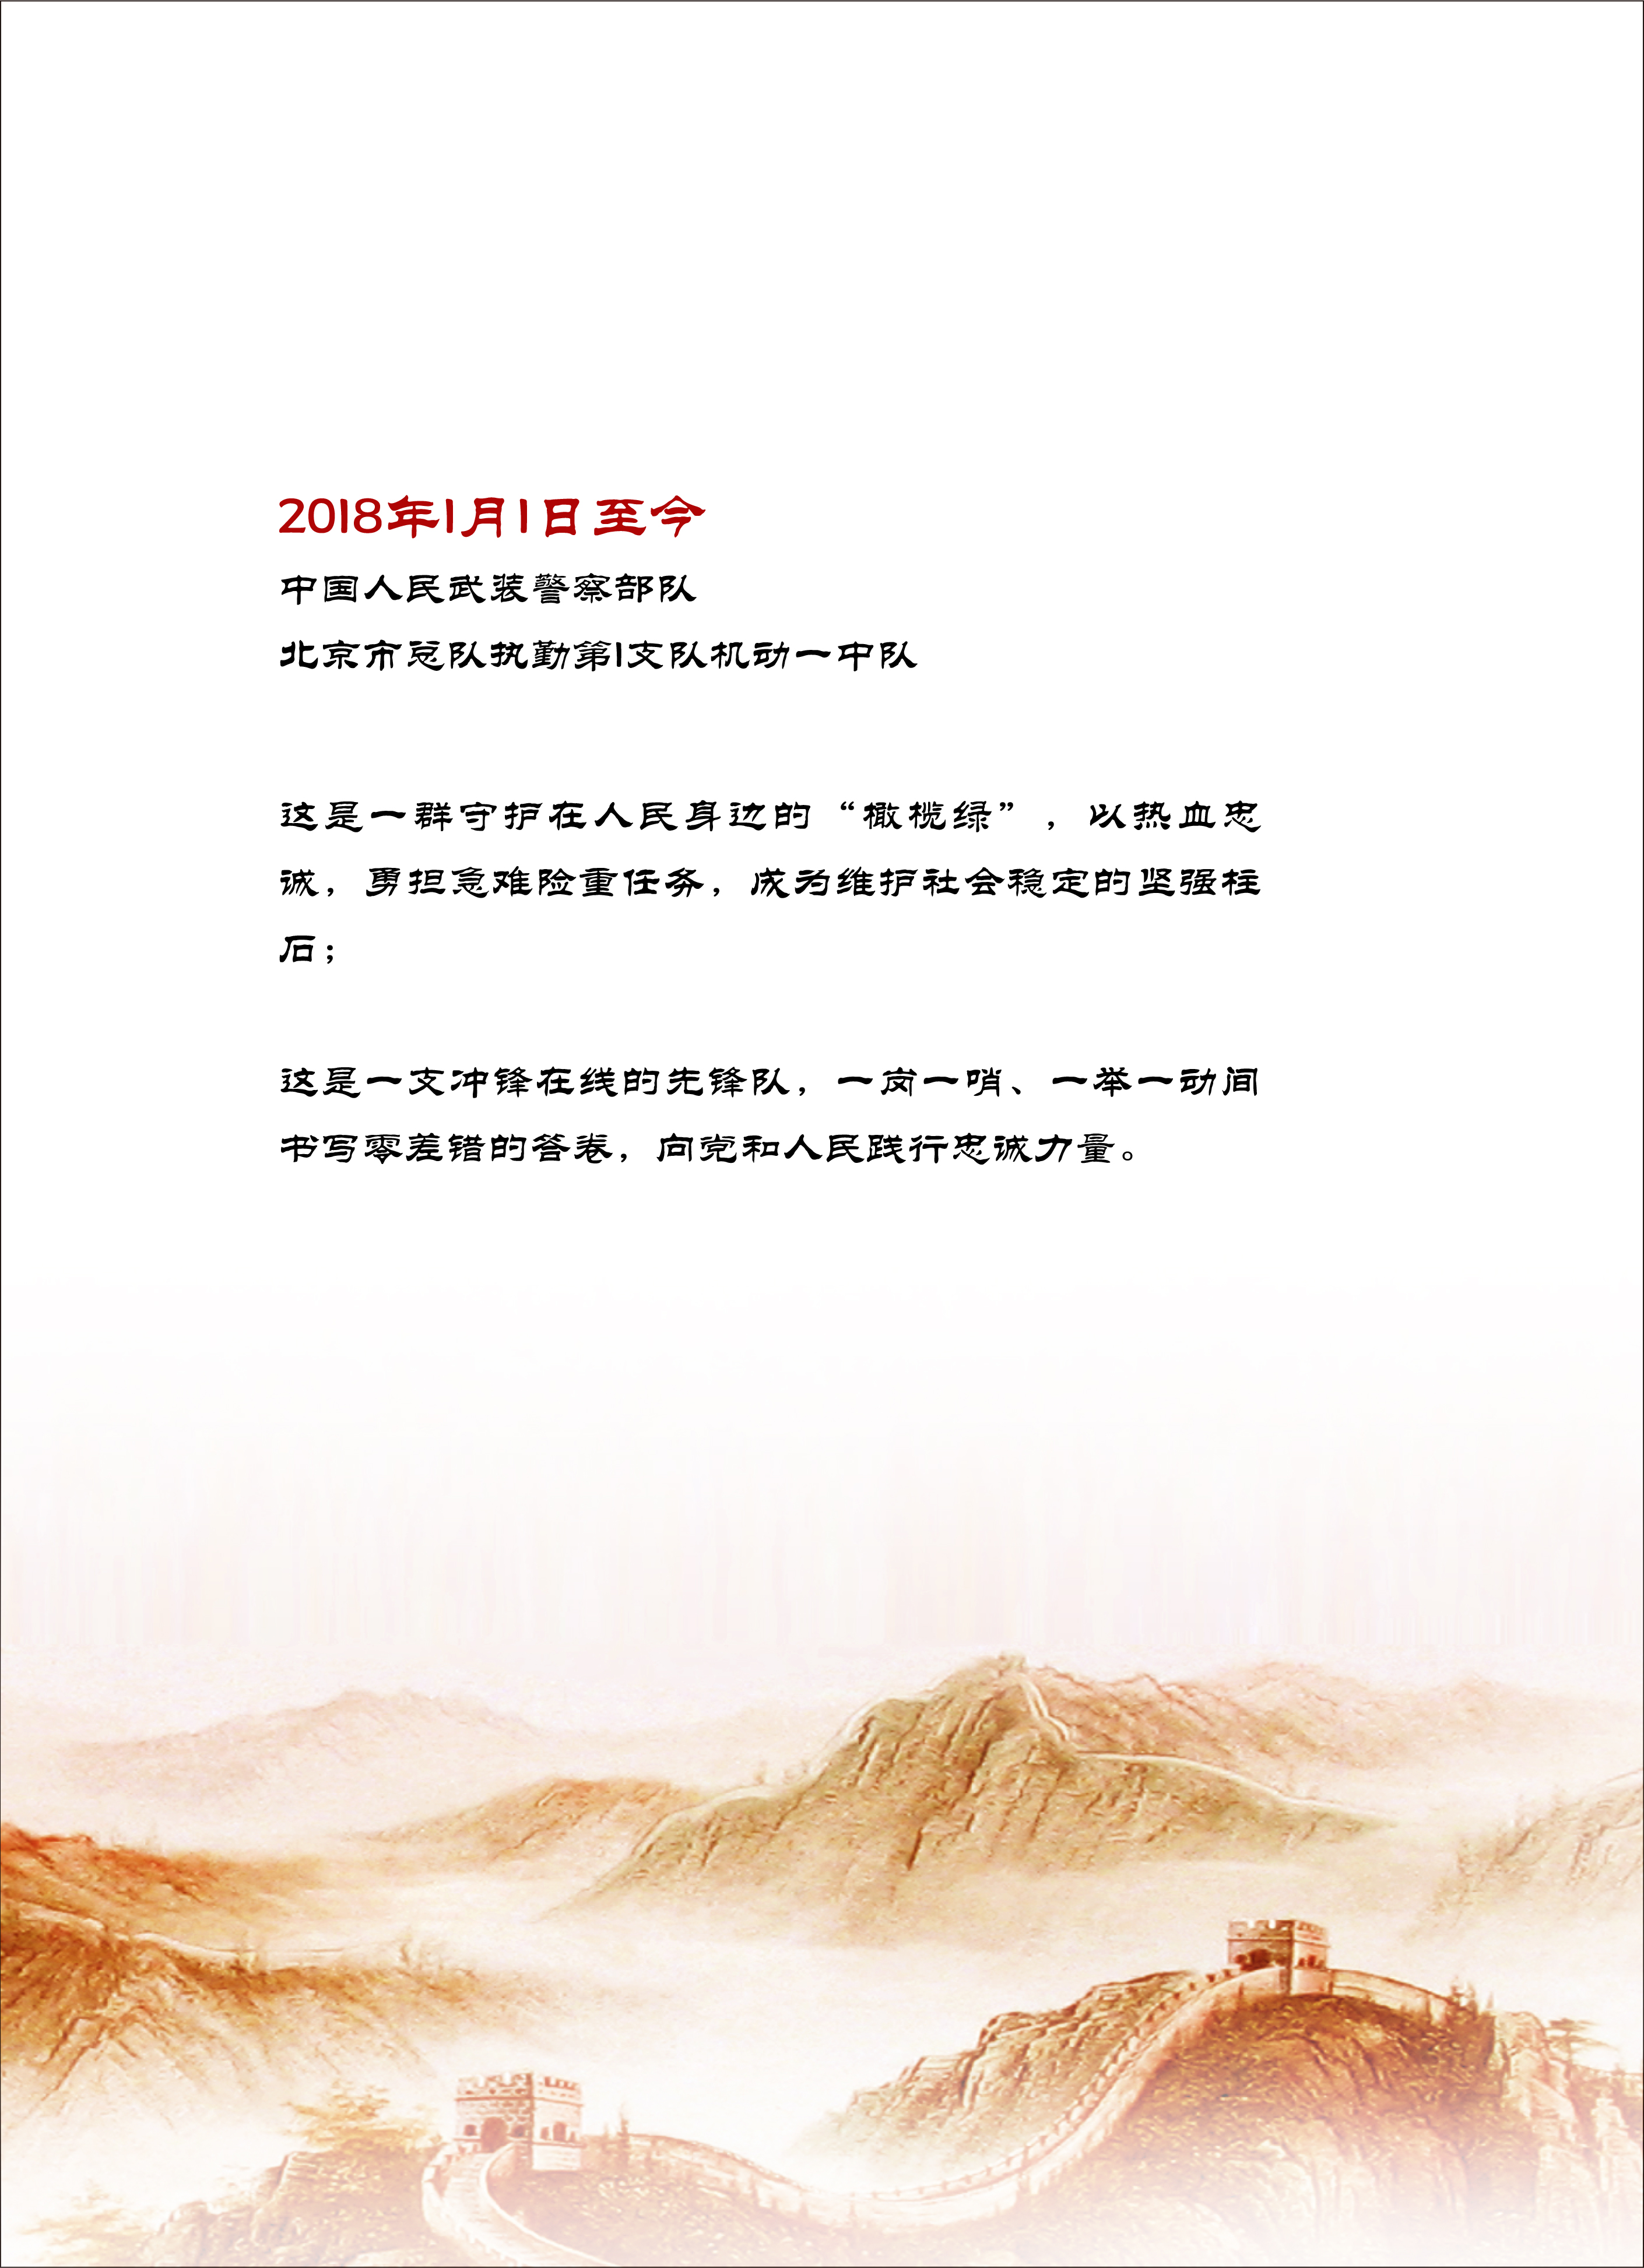 2018年1月1日至今
中国人民武装警察部队
北京市总队执勤第1支队机动一中队
这是一群守护在人民身边的“橄榄绿”，以热血忠
诚，勇担急难险重任务，成为维护社会稳定的坚强柱
石；
这是一支冲锋在线的先锋队，一岗一哨、一举一动间
书写零差错的答卷，向党和人民践行忠诚力量。